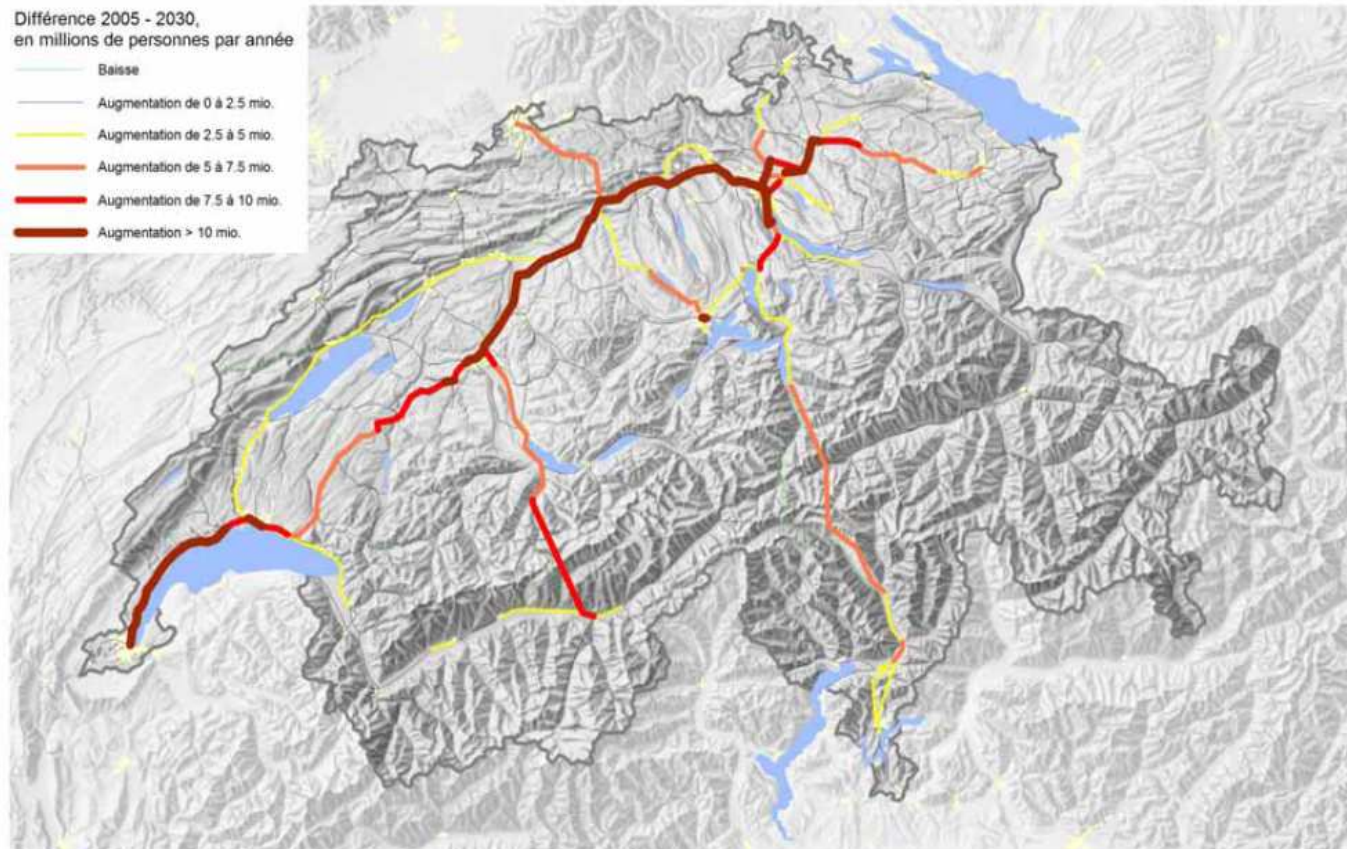 Différence 2005 - 2030,
en millions de personnes par année
Baisse
Augmentation de 0 à 2.5 mio.
Augmentation de 2.5 à 5 mio.
Augmentation de 5 à 7.5 mio.
Augmentation de 7.5 à 10 mio.
Augmentation > 10 mio.